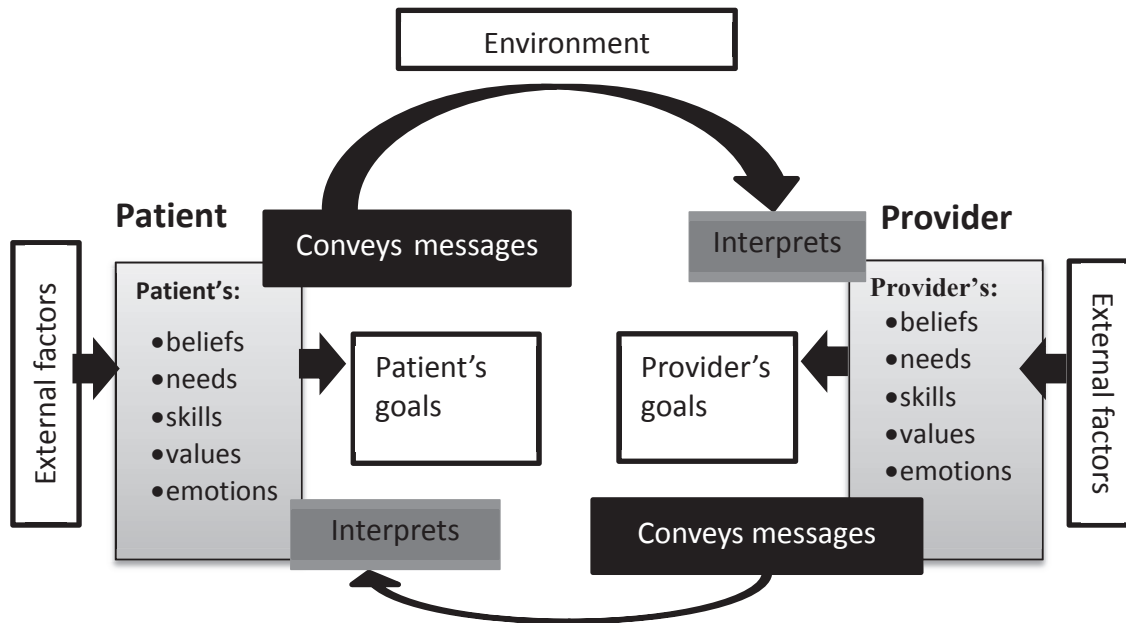 Environment
Patient
Conveys messages
Interprets
Provider
External factors
Patient's:
•beliefs
•needs
•skills
•values
•emotions
Patient's
goals
Provider's
goals
Provider’s:
•beliefs
•needs
•skills
•values
•emotions
External factors
Interprets
Conveys messages